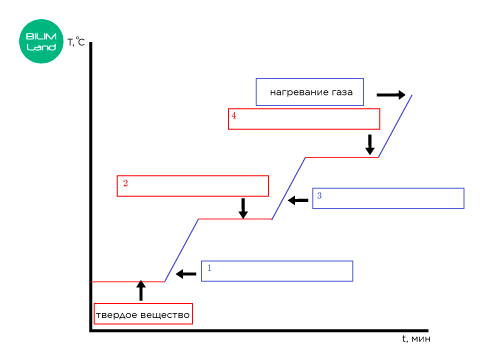 BILIM
Land
T,°C
нагревание газа
4
2
3
1
твердое вещество
t, мин